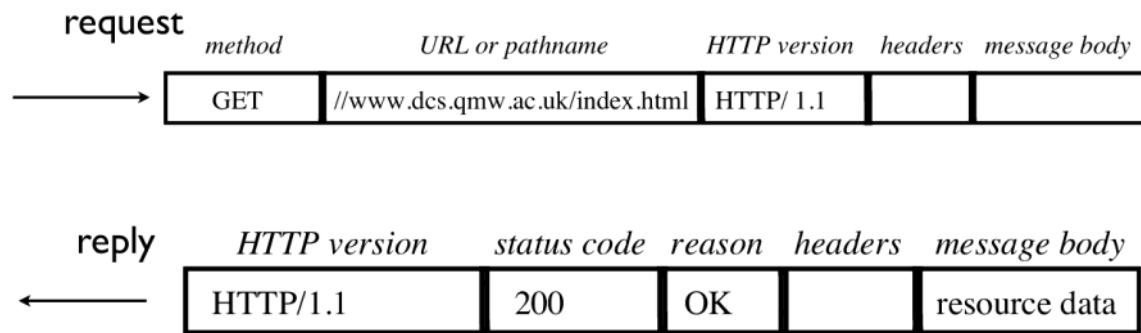 request
method URL or pathname HTTP version headers message body
GET //www.dcs.qmw.ac.uk/index.html HTTP/ 1.1
reply HTTP version status code reason headers message body
HTTP/1.1 200 OK resource data